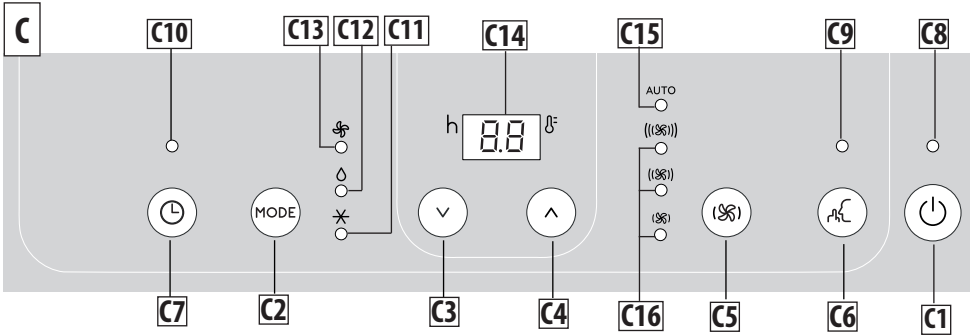 C
C10 C13 C12 C11 C14 C15 C9 C8
AUTO
h 8.8
MODE
C7 C2 C3 C4 C16 C5 C6 C1